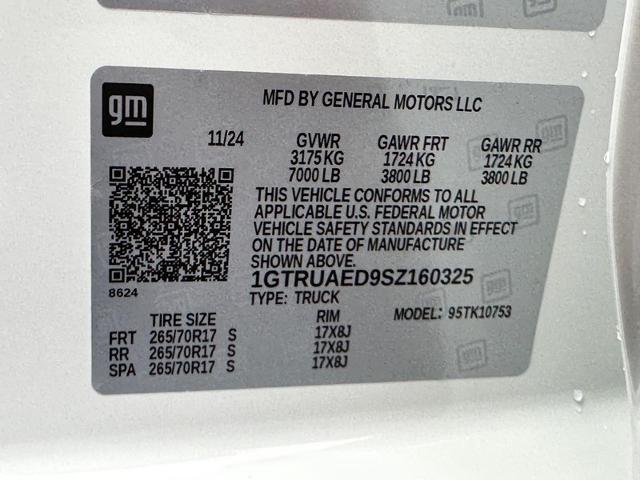 gm
MFD BY GENERAL MOTORS LLC
11/24 GVWR GAWR FRT GAWR RR
3175 KG 1724 KG 1724 KG
7000 LB 3800 LB 3800 LB
THIS VEHICLE CONFORMS TO ALL
APPLICABLE U.S. FEDERAL MOTOR
VEHICLE SAFETY STANDARDS IN EFFECT
ON THE DATE OF MANUFACTURE
SHOWN ABOVE.
8624 1GTRUAED9SZ160325
TYPE: TRUCK
TIRE SIZE RIM MODEL: 95TK10753
FRT 265/70R17 S 17X8J
RR 265/70R17 S 17X8J
SPA 265/70R17 S 17X8J